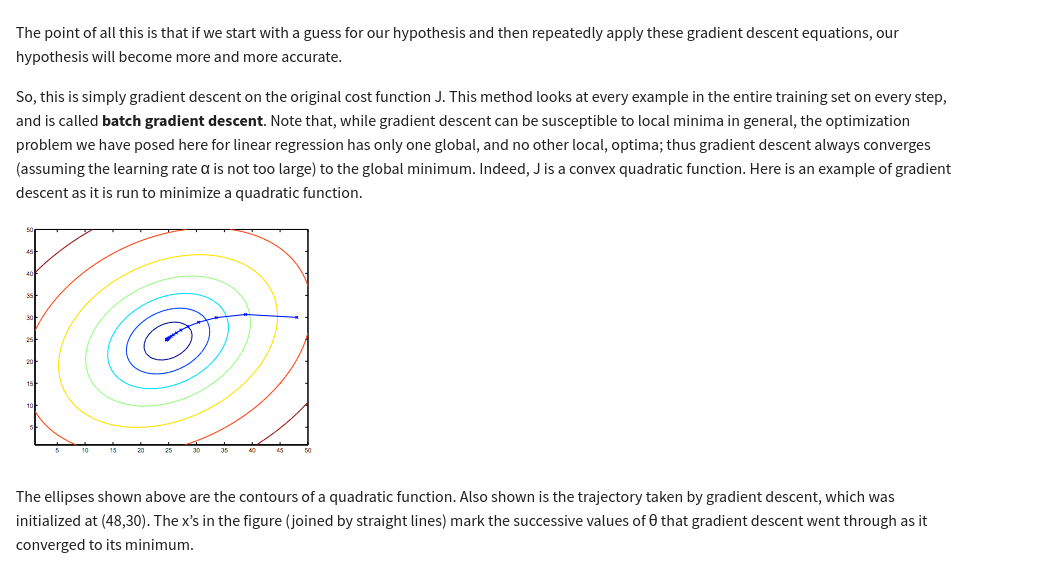 The point of all this is that if we start with a guess for our hypothesis and then repeatedly apply these gradient descent equations, our
hypothesis will become more and more accurate.
So, this is simply gradient descent on the original cost function J. This method looks at every example in the entire training set on every step,
and is called batch gradient descent. Note that, while gradient descent can be susceptible to local minima in general, the optimization
problem we have posed here for linear regression has only one global, and no other local, optima; thus gradient descent always converges
(assuming the learning rate α is not too large) to the global minimum. Indeed, J is a convex quadratic function. Here is an example of gradient
descent as it is run to minimize a quadratic function.
50
45
40
35
30
25
20
15
10
5
5 10 15 20 25 30 35 40 45 50
The ellipses shown above are the contours of a quadratic function. Also shown is the trajectory taken by gradient descent, which was
initialized at (48,30). The x’s in the figure (joined by straight lines) mark the successive values of θ that gradient descent went through as it
converged to its minimum.